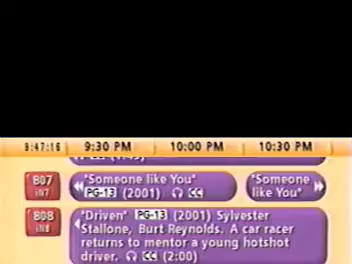 8:47:16 9:30 PM 10:00 PM 10:30 PM
807 "Someone like You" "Someone
iN7 PG-13 (2001) CC like You"
808 "Driven" PG-13 (2001) Sylvester
iN8 Stallone, Burt Reynolds. A car racer
returns to mentor a young hotshot
driver. CC (2:00)